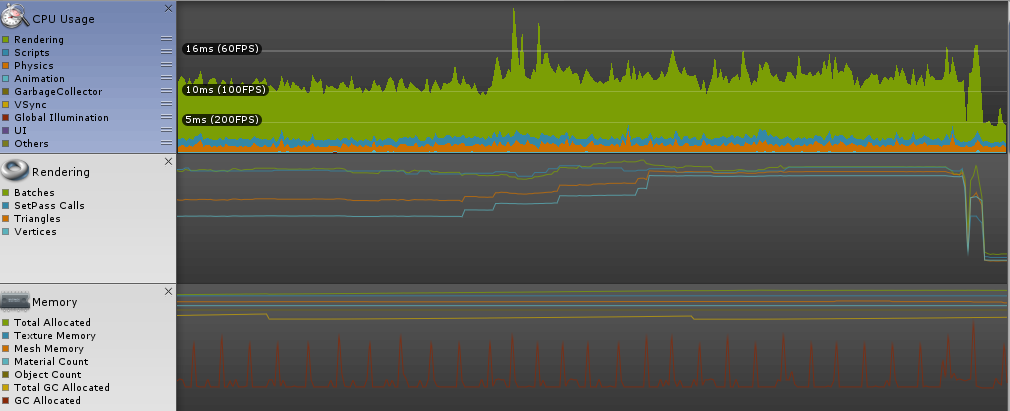 CPU Usage
Rendering
Scripts
Physics
Animation
GarbageCollector
VSync
Global Illumination
UI
Others
16ms (60FPS)
10ms (100FPS)
5ms (200FPS)
Rendering
Batches
SetPass Calls
Triangles
Vertices
Memory
Total Allocated
Texture Memory
Mesh Memory
Material Count
Object Count
Total GC Allocated
GC Allocated